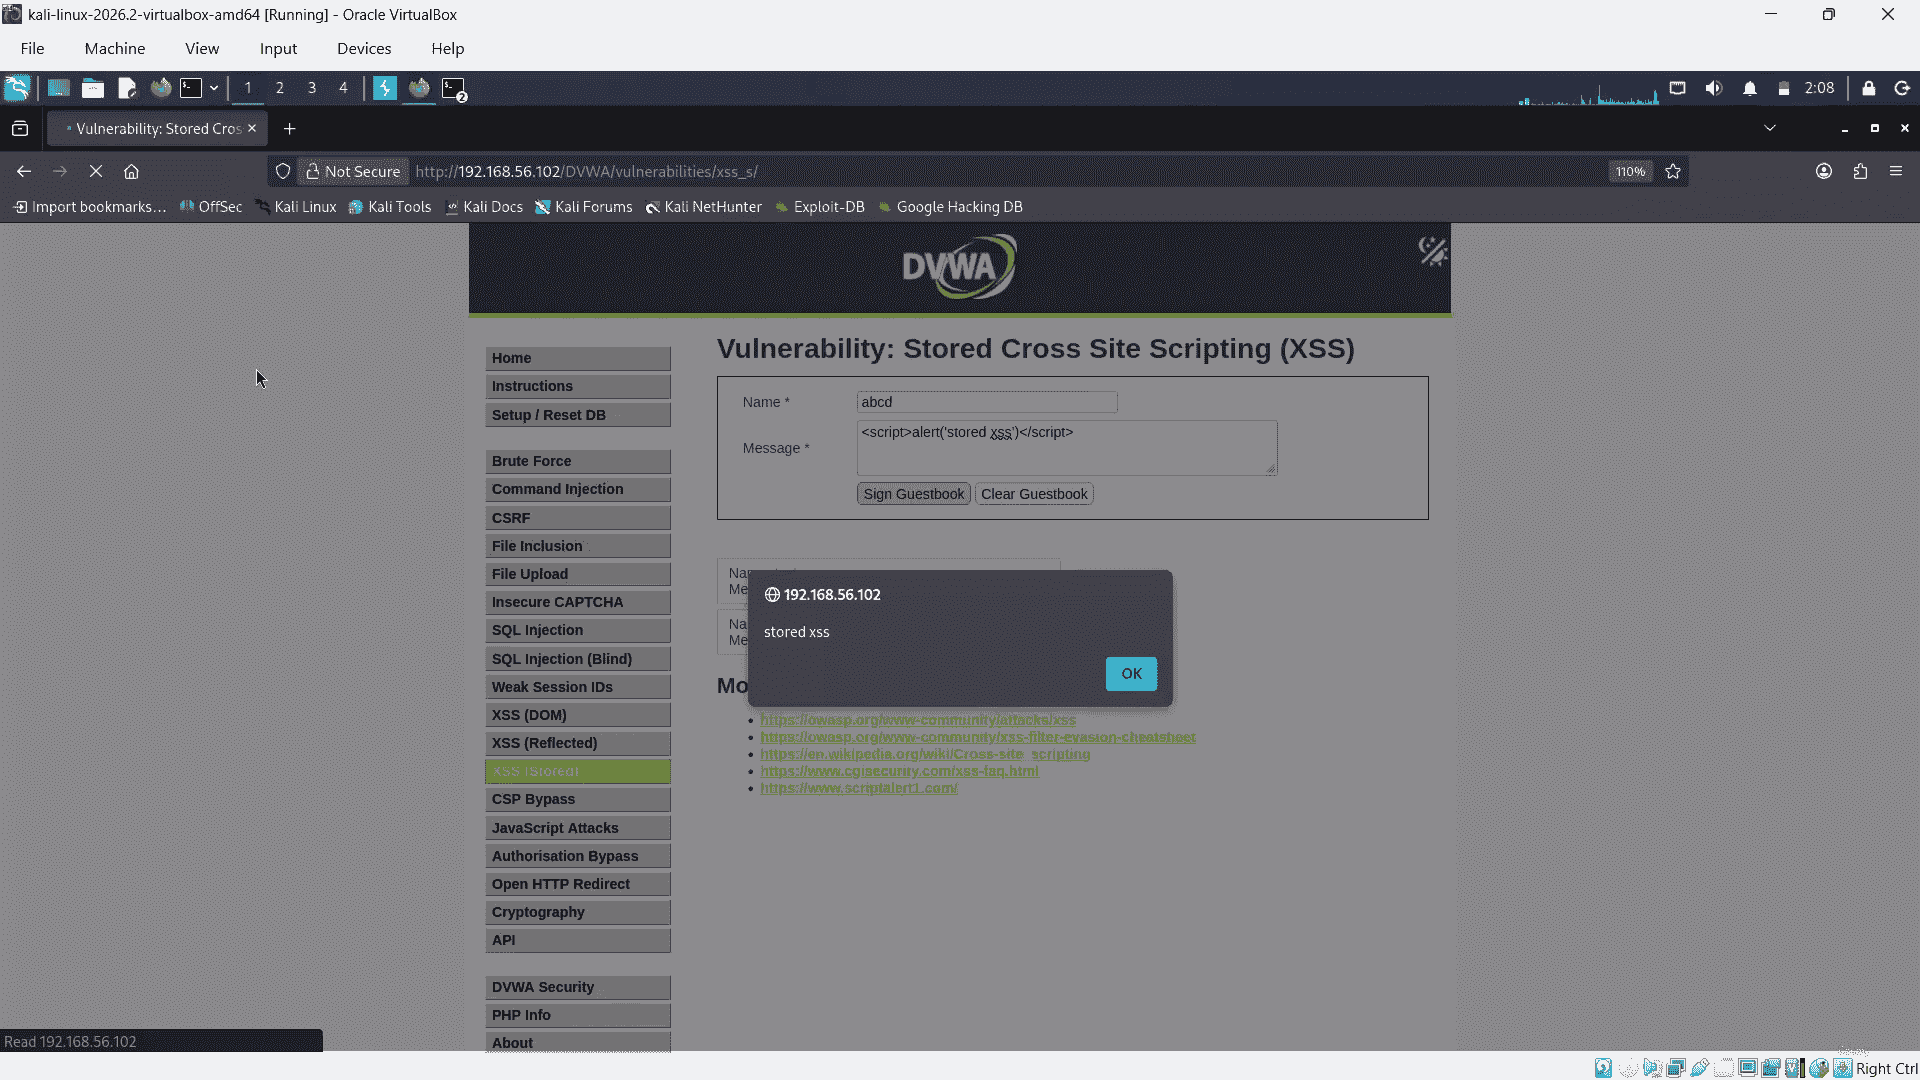 kali-linux-2026.2-virtualbox-amd64 [Running] - Oracle VirtualBox
File Machine View Input Devices Help
1 2 3 4 2 2:08
Vulnerability: Stored Cros
Not Secure http://192.168.56.102/DVWA/vulnerabilities/xss_s/ 110%
Import bookmarks... OffSec Kali Linux Kali Tools Kali Docs Kali Forums Kali NetHunter Exploit-DB Google Hacking DB
DVWA
Home
Instructions
Setup / Reset DB
Brute Force
Command Injection
CSRF
File Inclusion
File Upload
Insecure CAPTCHA
SQL Injection
SQL Injection (Blind)
Weak Session IDs
XSS (DOM)
XSS (Reflected)
XSS (Stored)
CSP Bypass
JavaScript Attacks
Authorisation Bypass
Open HTTP Redirect
Cryptography
API
DVWA Security
PHP Info
About
Vulnerability: Stored Cross Site Scripting (XSS)
Name * abcd
Message * <script>alert('stored xss')</script>
Sign Guestbook Clear Guestbook
192.168.56.102
stored xss
OK
https://owasp.org/www-community/attacks/xss
https://owasp.org/www-community/xss-filter-evasion-cheatsheet
https://en.wikipedia.org/wiki/Cross-site_scripting
https://www.cgisecurity.com/xss-faq.html
https://www.scriptalert1.com/
Read 192.168.56.102
Right Ctrl